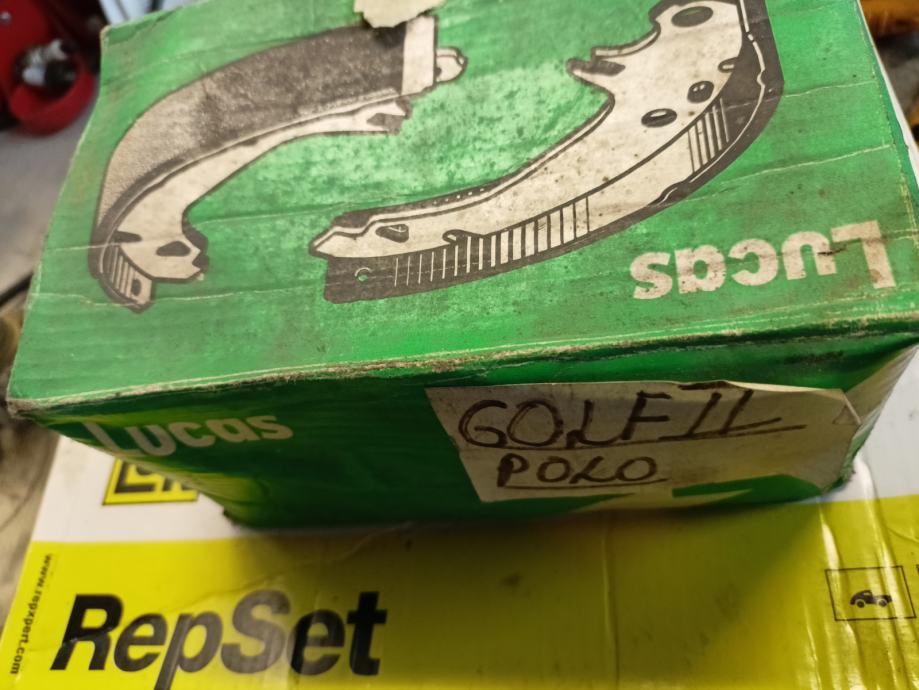 Lucas
Lucas
GOLF II
POLO
RepSet
www.repxpert.com